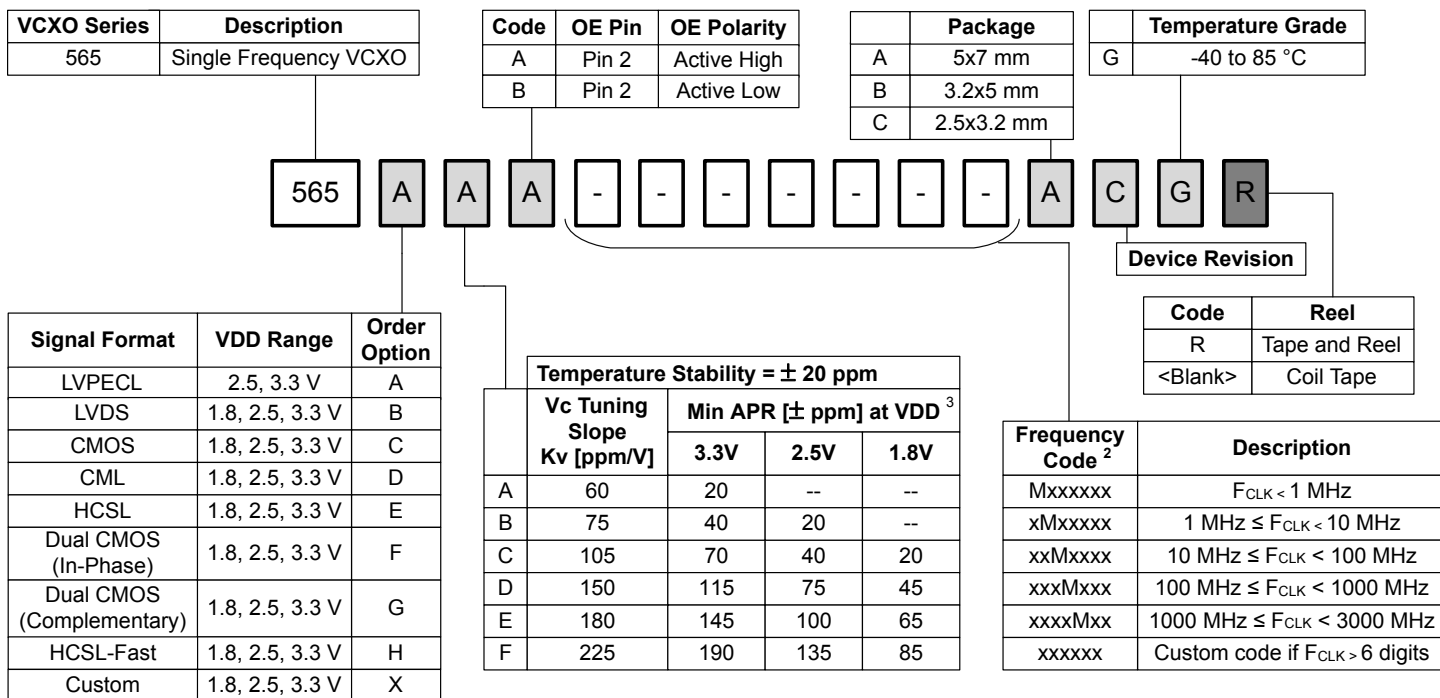 VCXO Series Description
565 Single Frequency VCXO
Code OE Pin OE Polarity
A Pin 2 Active High
B Pin 2 Active Low
Package
A 5x7 mm
B 3.2x5 mm
C 2.5x3.2 mm
Temperature Grade
G -40 to 85 °C
565 A A A - - - - - - - A C G R
Device Revision
Code Reel
R Tape and Reel
<Blank> Coil Tape
Signal Format VDD Range Order Option
LVPECL 2.5, 3.3 V A
LVDS 1.8, 2.5, 3.3 V B
CMOS 1.8, 2.5, 3.3 V C
CML 1.8, 2.5, 3.3 V D
HCSL 1.8, 2.5, 3.3 V E
Dual CMOS (In-Phase) 1.8, 2.5, 3.3 V F
Dual CMOS (Complementary) 1.8, 2.5, 3.3 V G
HCSL-Fast 1.8, 2.5, 3.3 V H
Custom 1.8, 2.5, 3.3 V X
Temperature Stability = ± 20 ppm
Vc Tuning Slope Kv [ppm/V] Min APR [± ppm] at VDD 3
3.3V 2.5V 1.8V
A 60 20 -- --
B 75 40 20 --
C 105 70 40 20
D 150 115 75 45
E 180 145 100 65
F 225 190 135 85
Frequency Code 2 Description
Mxxxxxx FCLK < 1 MHz
xMxxxxx 1 MHz ≤ FCLK < 10 MHz
xxMxxxx 10 MHz ≤ FCLK < 100 MHz
xxxMxxx 100 MHz ≤ FCLK < 1000 MHz
xxxxMxx 1000 MHz ≤ FCLK < 3000 MHz
xxxxxx Custom code if FCLK > 6 digits